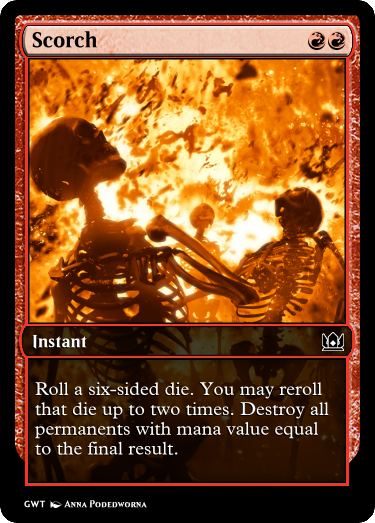 Scorch
Instant
Roll a six-sided die. You may reroll
that die up to two times. Destroy all
permanents with mana value equal
to the final result.
GWT Anna Podedworna